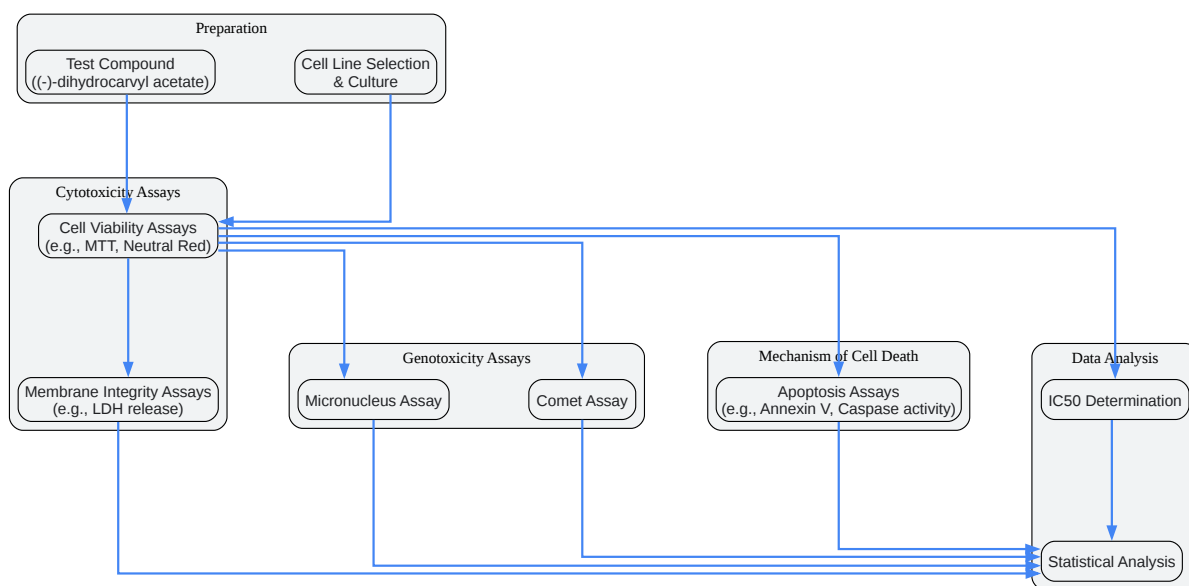 Preparation
Test Compound
((-)-dihydrocarvyl acetate)
Cell Line Selection
& Culture
Cytotoxicity Assays
Cell Viability Assays
(e.g., MTT, Neutral Red)
Membrane Integrity Assays
(e.g., LDH release)
Genotoxicity Assays
Micronucleus Assay
Comet Assay
Mechanism of Cell Death
Apoptosis Assays
(e.g., Annexin V, Caspase activity)
Data Analysis
IC50 Determination
Statistical Analysis